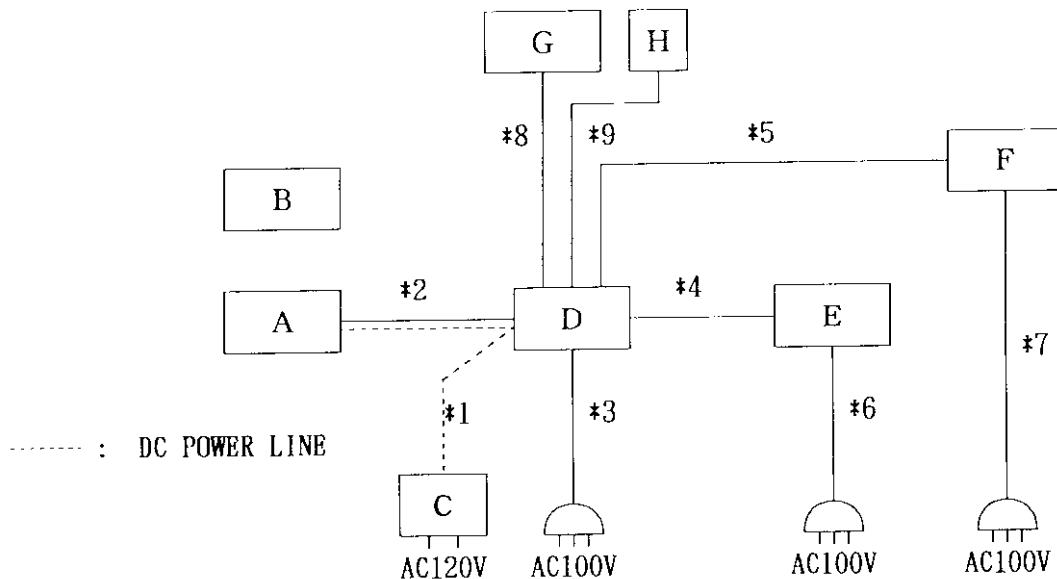 G H
*8 *9 *5
F
B
*2 *4
A D E
*7
*1 *3 *6
------- : DC POWER LINE
C
AC120V AC100V AC100V AC100V